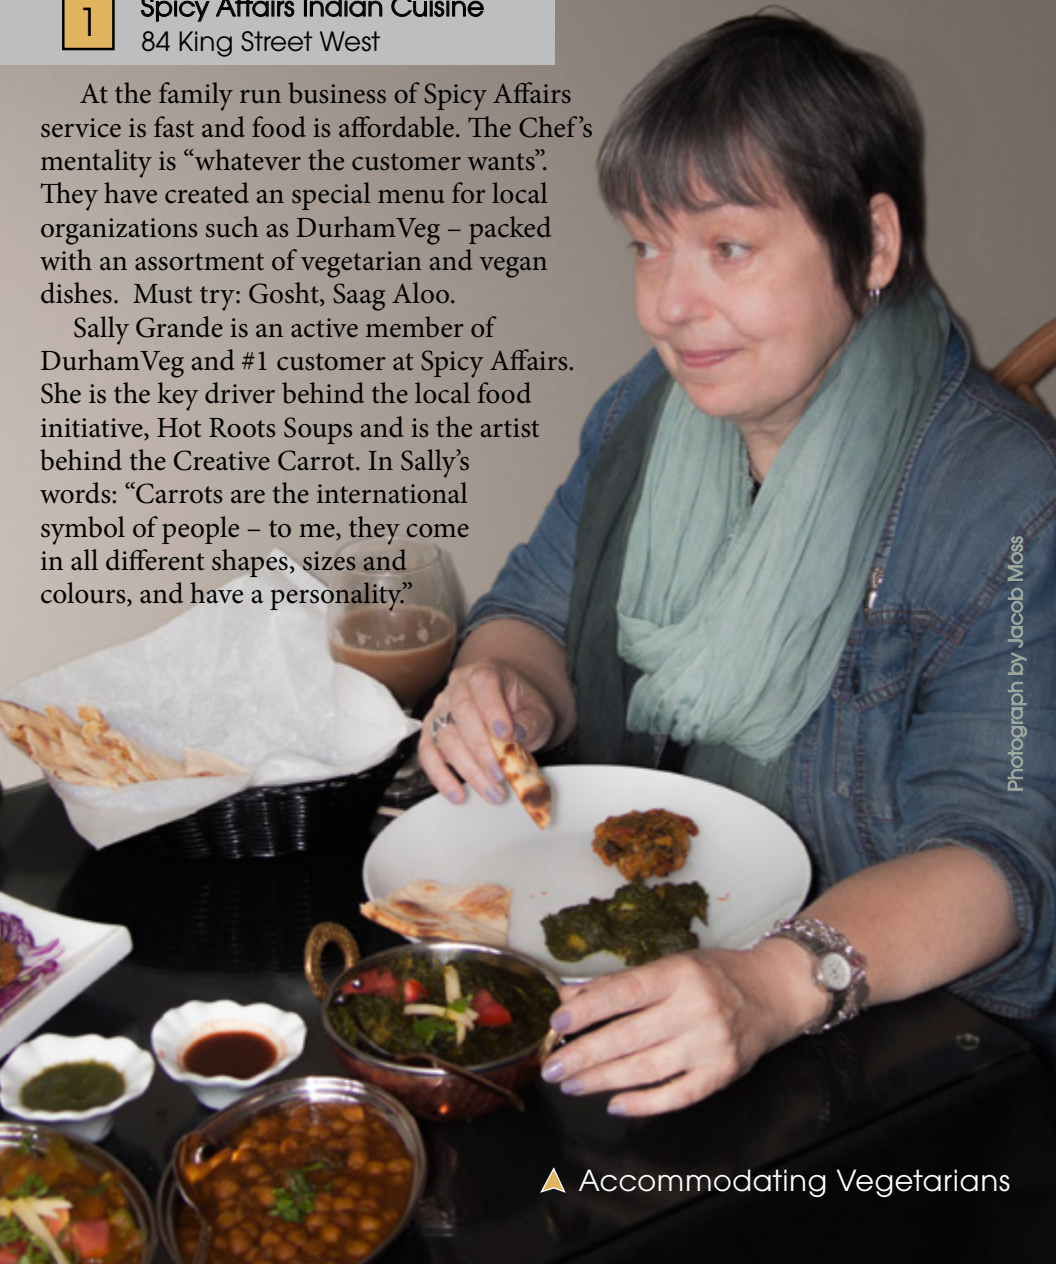 1
Spicy Affairs Indian Cuisine
84 King Street West
At the family run business of Spicy Affairs
service is fast and food is affordable. The Chef’s
mentality is “whatever the customer wants”.
They have created an special menu for local
organizations such as DurhamVeg – packed
with an assortment of vegetarian and vegan
dishes.  Must try: Gosht, Saag Aloo.
Sally Grande is an active member of
DurhamVeg and #1 customer at Spicy Affairs.
She is the key driver behind the local food
initiative, Hot Roots Soups and is the artist
behind the Creative Carrot. In Sally’s
words: “Carrots are the international
symbol of people – to me, they come
in all different shapes, sizes and
colours, and have a personality.”
Photograph by Jacob Moss
Accommodating Vegetarians